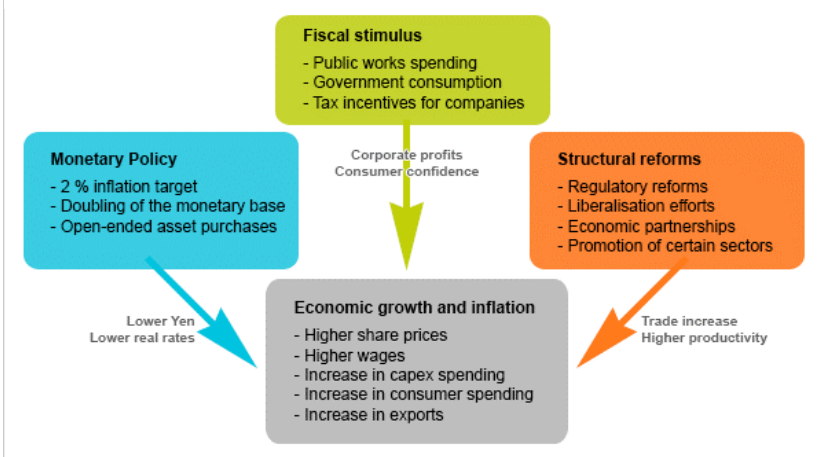 Fiscal stimulus
- Public works spending
- Government consumption
- Tax incentives for companies
Corporate profits
Consumer confidence
Monetary Policy
- 2 % inflation target
- Doubling of the monetary base
- Open-ended asset purchases
Structural reforms
- Regulatory reforms
- Liberalisation efforts
- Economic partnerships
- Promotion of certain sectors
Lower Yen
Lower real rates
Economic growth and inflation
- Higher share prices
- Higher wages
- Increase in capex spending
- Increase in consumer spending
- Increase in exports
Trade increase
Higher productivity